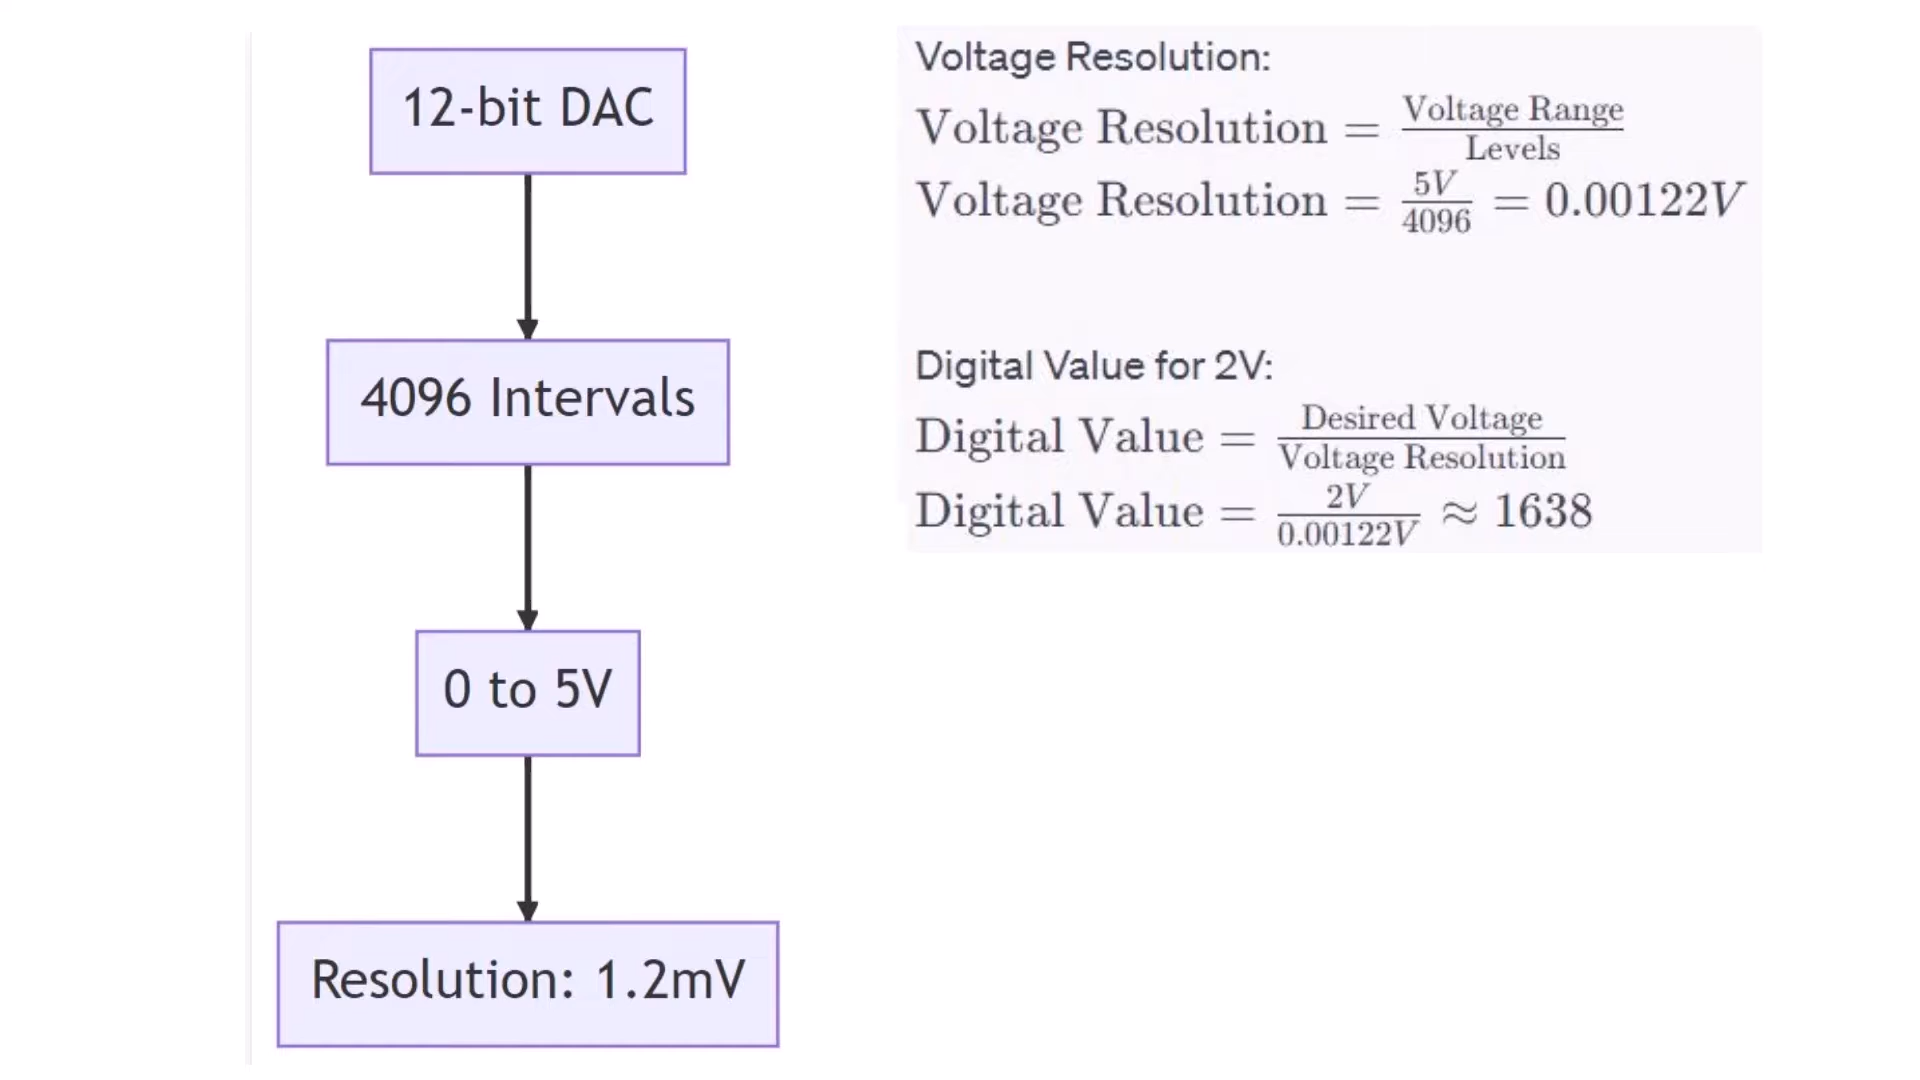 12-bit DAC
4096 Intervals
0 to 5V
Resolution: 1.2mV
Voltage Resolution:
Voltage Resolution = Voltage Range / Levels
Voltage Resolution = 5V / 4096 = 0.00122V
Digital Value for 2V:
Digital Value = Desired Voltage / Voltage Resolution
Digital Value = 2V / 0.00122V ≈ 1638